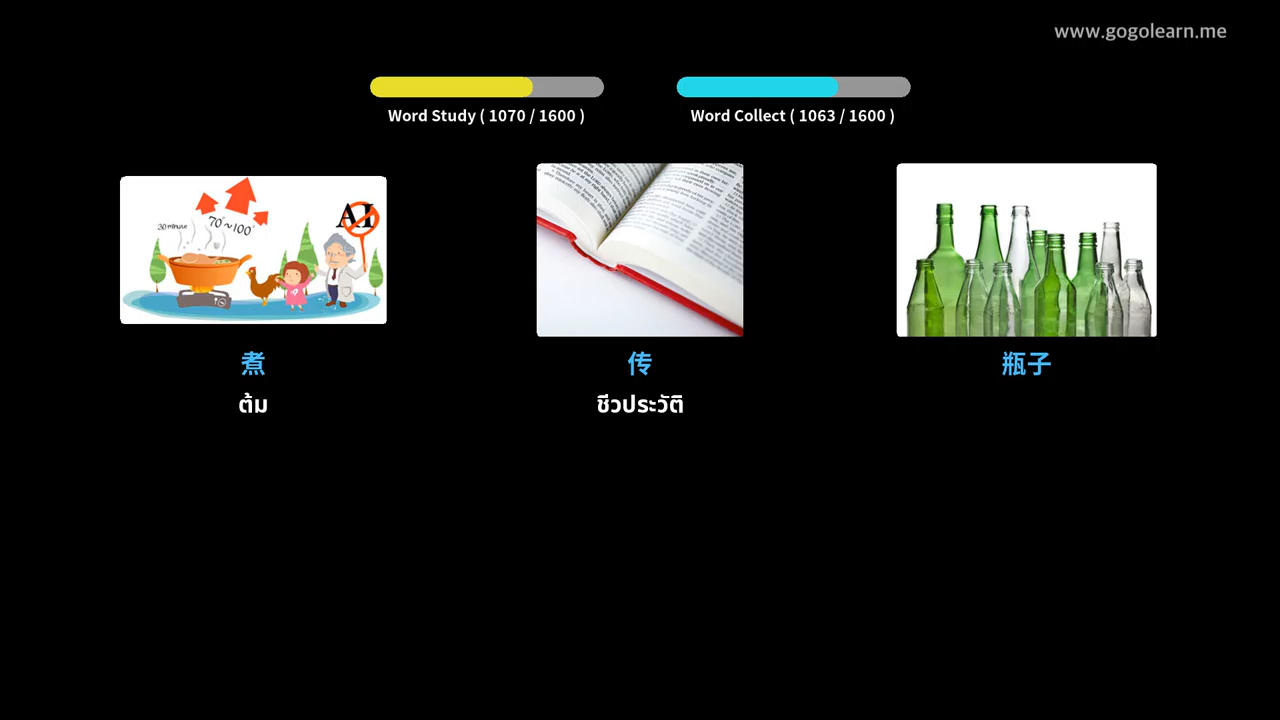 www.gogolearn.me
Word Study ( 1070 / 1600 )
Word Collect ( 1063 / 1600 )
30 minute
70°~100°
AI
煮
传
瓶子
ต้ม
ชีวประวัติ